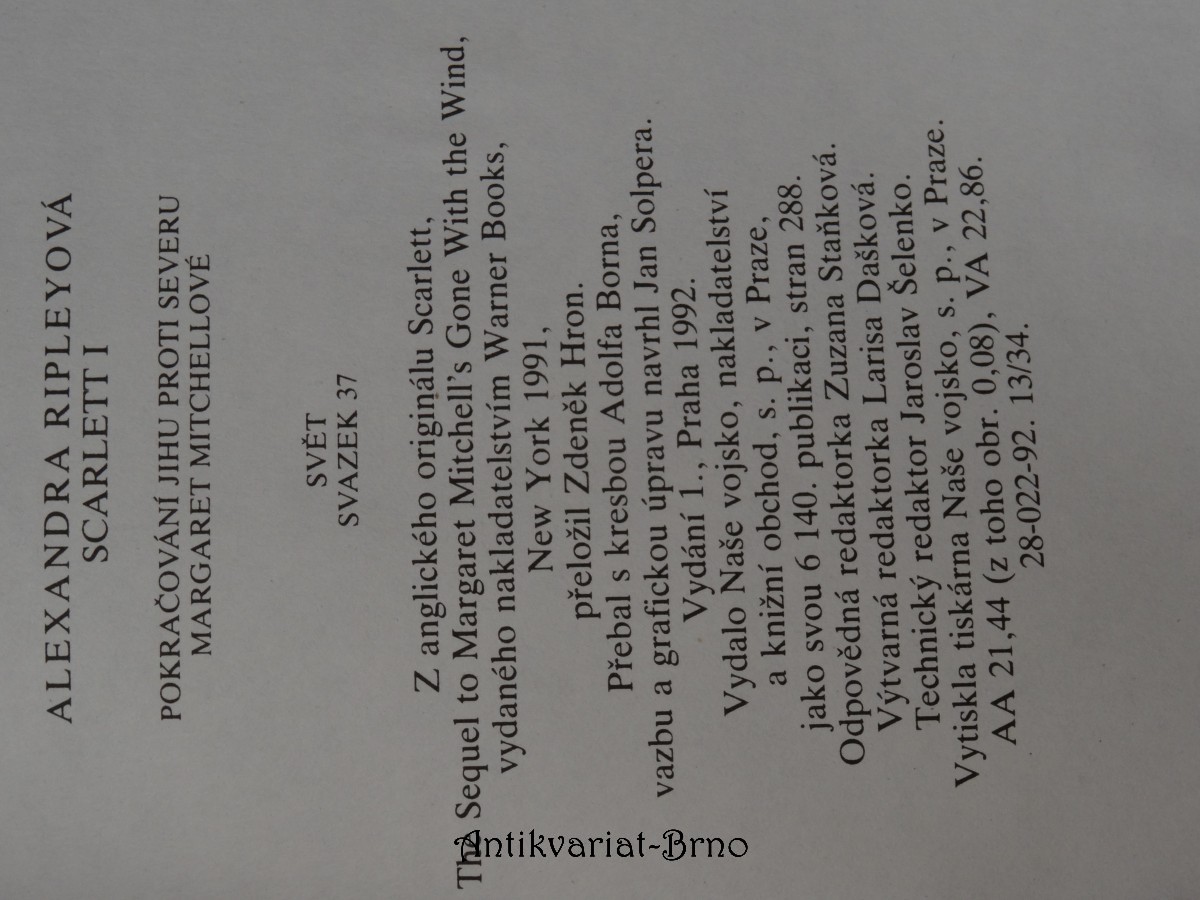 ALEXANDRA RIPLEYOVÁ
SCARLETT I
POKRAČOVÁNÍ JIHU PROTI SEVERU
MARGARET MITCHELLOVÉ
SVĚT
SVAZEK 37
Z anglického originálu Scarlett,
The Sequel to Margaret Mitchell's Gone With the Wind,
vydaného nakladatelstvím Warner Books,
New York 1991,
přeložil Zdeněk Hron.
Přebal s kresbou Adolfa Borna,
vazbu a grafickou úpravu navrhl Jan Solpera.
Vydání 1., Praha 1992.
Vydalo Naše vojsko, nakladatelství
a knižní obchod, s. p., v Praze,
jako svou 6 140. publikaci, stran 288.
Odpovědná redaktorka Zuzana Staňková.
Výtvarná redaktorka Larisa Dašková.
Technický redaktor Jaroslav Šelenko.
Vytiskla tiskárna Naše vojsko, s. p., v Praze.
AA 21,44 (z toho obr. 0,08), VA 22,86.
28-022-92. 13/34.
Antikvariat-Brno